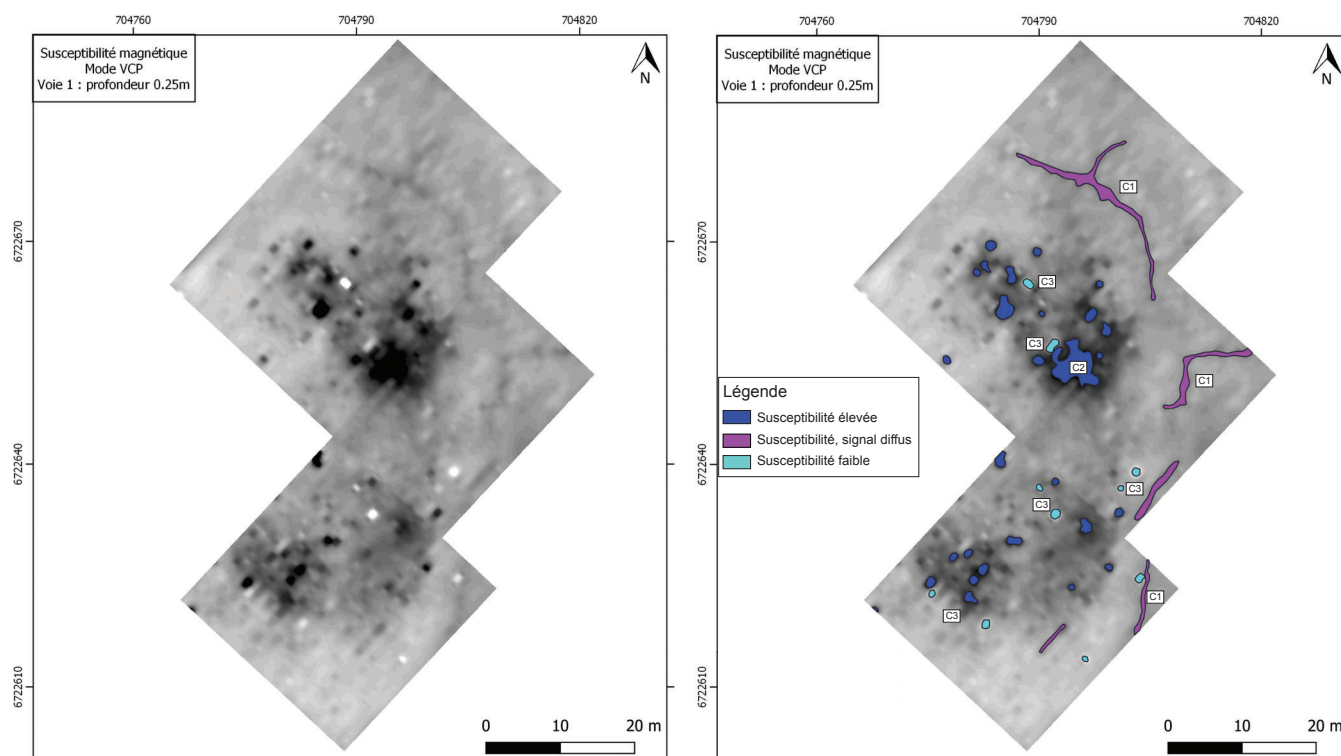 704760
704790
704820
Susceptibilité magnétique
Mode VCP
Voie 1 : profondeur 0.25m
N
6722670
6722640
6722610
0 10 20 m
704760
704790
704820
Susceptibilité magnétique
Mode VCP
Voie 1 : profondeur 0.25m
N
6722670
6722640
6722610
C1
C3
C3
C2
C1
C3
C3
C1
C3
Légende
Susceptibilité élevée
Susceptibilité, signal diffus
Susceptibilité faible
0 10 20 m